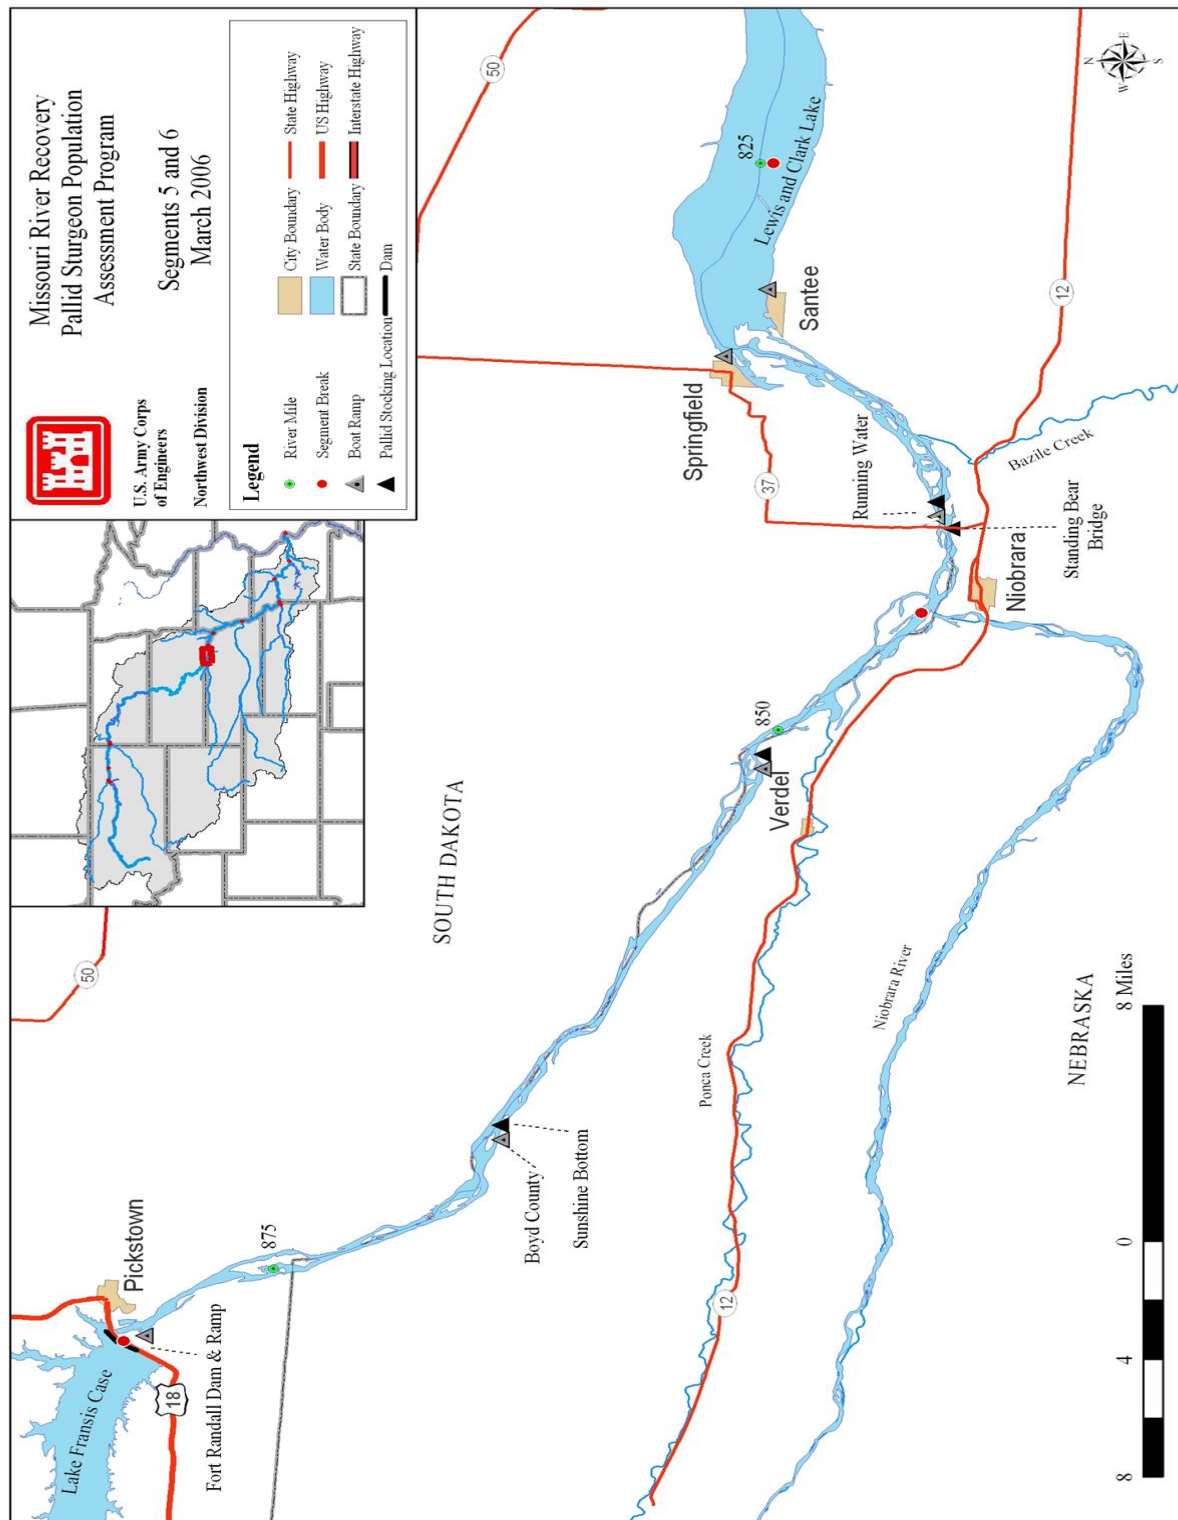 Missouri River Recovery
Pallid Sturgeon Population
Assessment Program
Segments 5 and 6
March 2006
U.S. Army Corps
of Engineers
Northwest Division
Legend
River Mile
Segment Break
Boat Ramp
Pallid Stocking Location
City Boundary
Water Body
State Boundary
Dam
State Highway
US Highway
Interstate Highway
50
50
Lake Fransis Case
Pickstown
18
Fort Randall Dam & Ramp
875
Boyd County
Sunshine Bottom
SOUTH DAKOTA
850
Verdel
Ponca Creek
12
Niobrara River
NEBRASKA
Springfield
37
Running Water
Niobrara
Standing Bear
Bridge
Bazile Creek
Santee
825
Lewis and Clark Lake
12
N
E
S
W
8 4 0 8 Miles